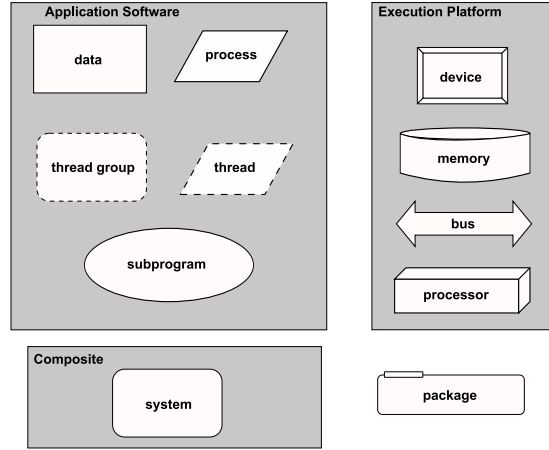 Application Software
data
process
thread group
thread
subprogram
Execution Platform
device
memory
bus
processor
Composite
system
package